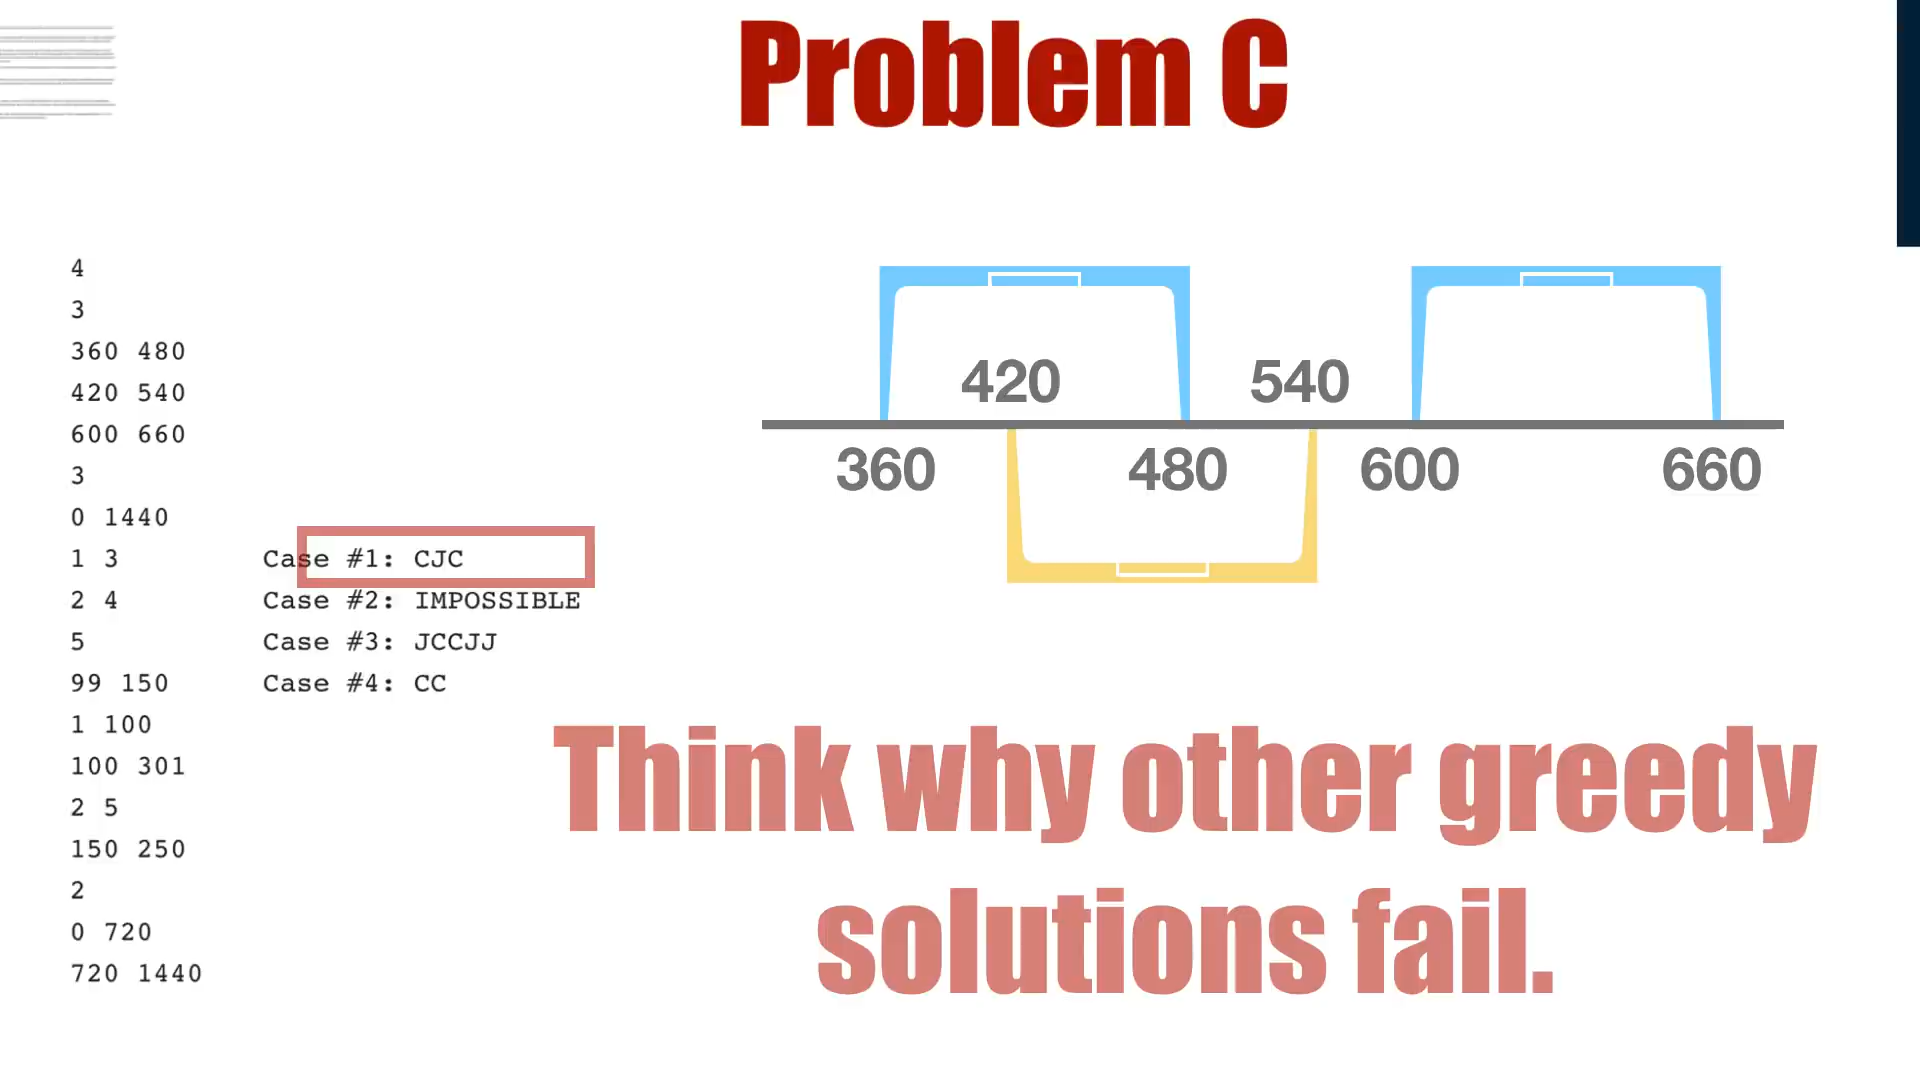 Problem C
4
3
360 480
420 540
600 660
3
0 1440
1 3
2 4
5
99 150
1 100
100 301
2 5
150 250
2
0 720
720 1440
Case #1: CJC
Case #2: IMPOSSIBLE
Case #3: JCCJJ
Case #4: CC
420 540
360 480 600 660
Think why other greedy
solutions fail.